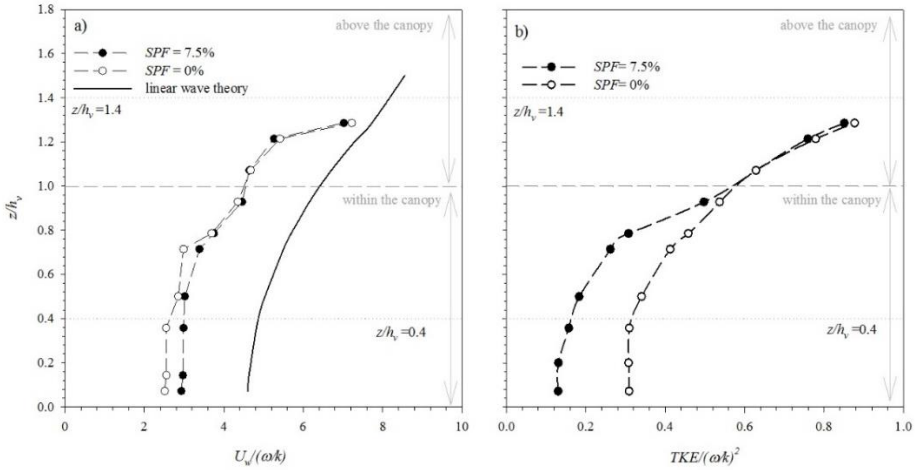 a)
above the canopy
SPF = 7.5%
SPF = 0%
linear wave theory
z/hv=1.4
within the canopy
z/hv=0.4
z/hv
1.8
1.6
1.4
1.2
1.0
0.8
0.6
0.4
0.2
0.0
0
2
4
6
8
10
Uw/(ω/k)
b)
above the canopy
SPF= 7.5%
SPF= 0%
z/hv=1.4
within the canopy
z/hv=0.4
0.0
0.2
0.4
0.6
0.8
1.0
TKE/(ω/k)²